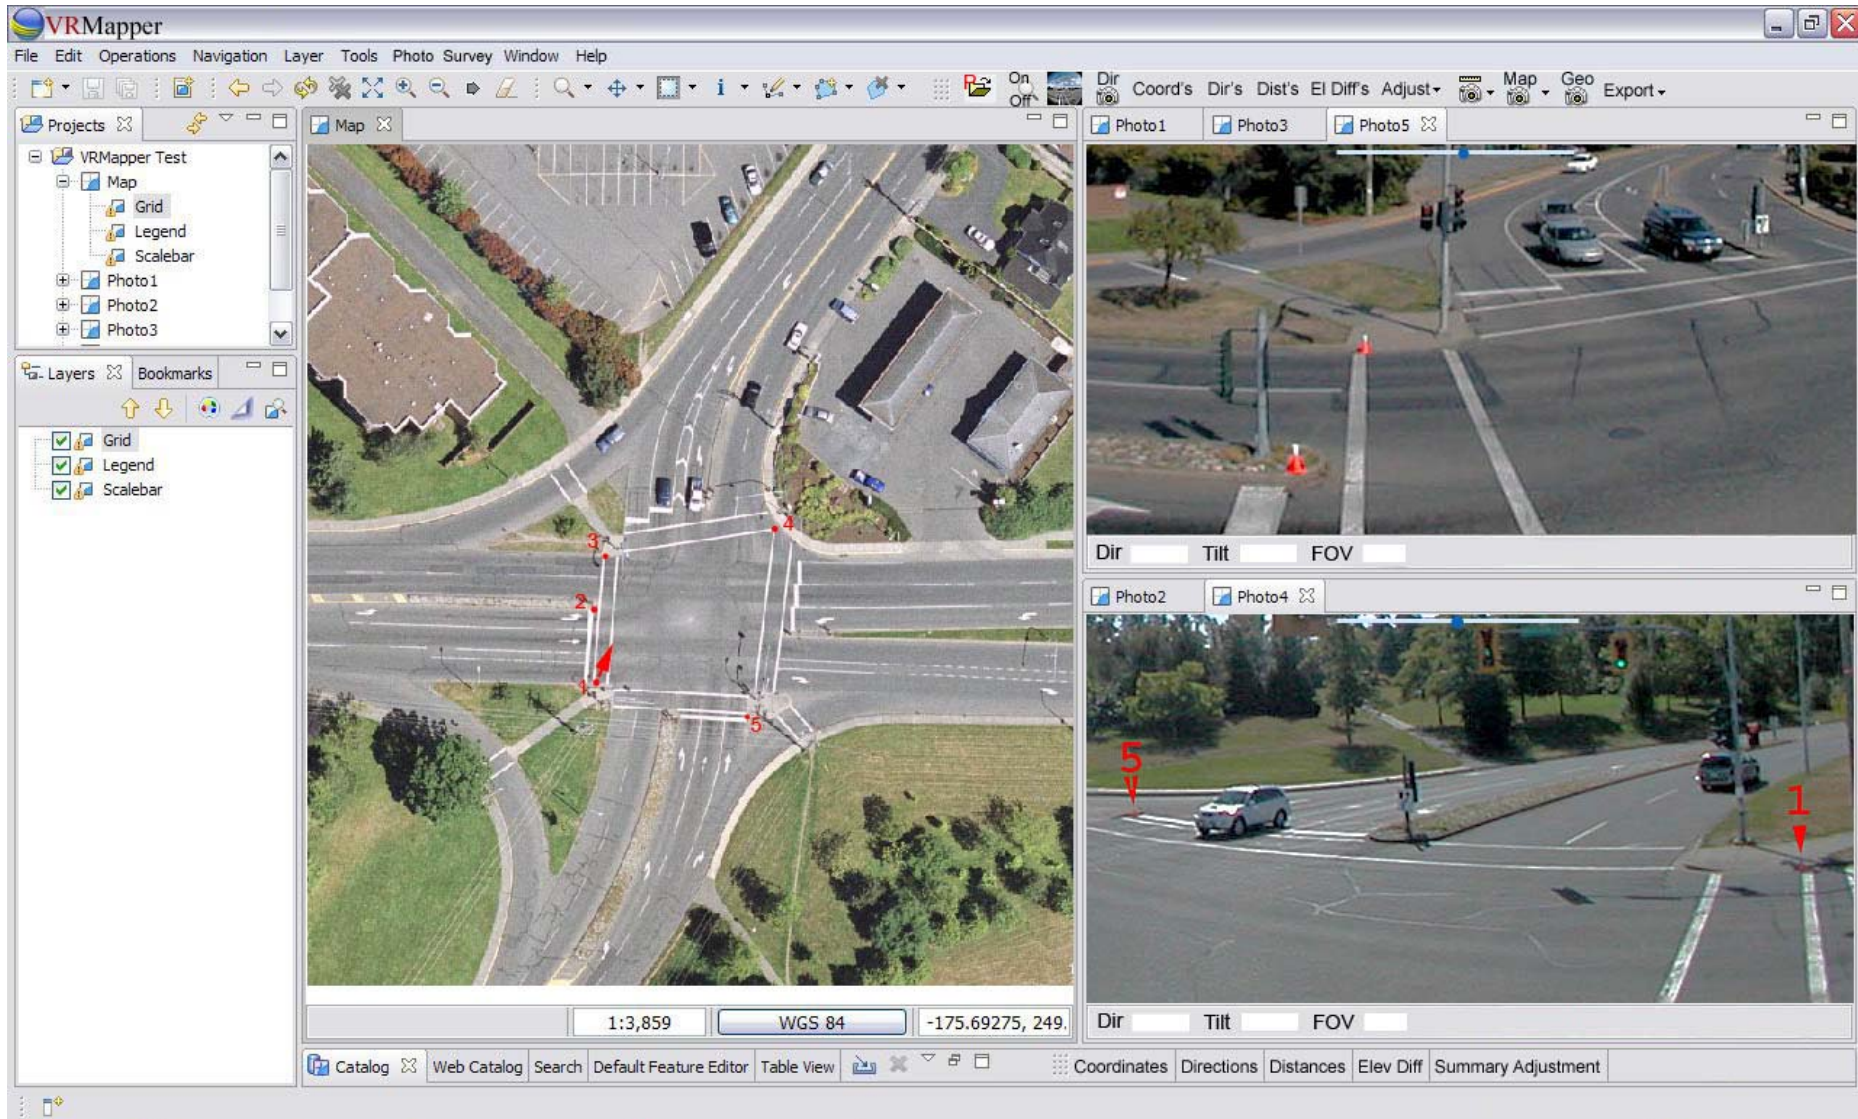 VRMapper
File Edit Operations Navigation Layer Tools Photo Survey Window Help
On Off Dir Coord's Dir's Dist's El Diff's Adjust Map Geo Export
Projects
VRMapper Test
Map
Grid
Legend
Scalebar
Photo1
Photo2
Photo3
Layers Bookmarks
Grid
Legend
Scalebar
Map
3
4
2
1
5
1:3,859 WGS 84 -175.69275, 249.
Photo1 Photo3 Photo5
Dir Tilt FOV
Photo2 Photo4
5
1
Dir Tilt FOV
Catalog Web Catalog Search Default Feature Editor Table View Coordinates Directions Distances Elev Diff Summary Adjustment